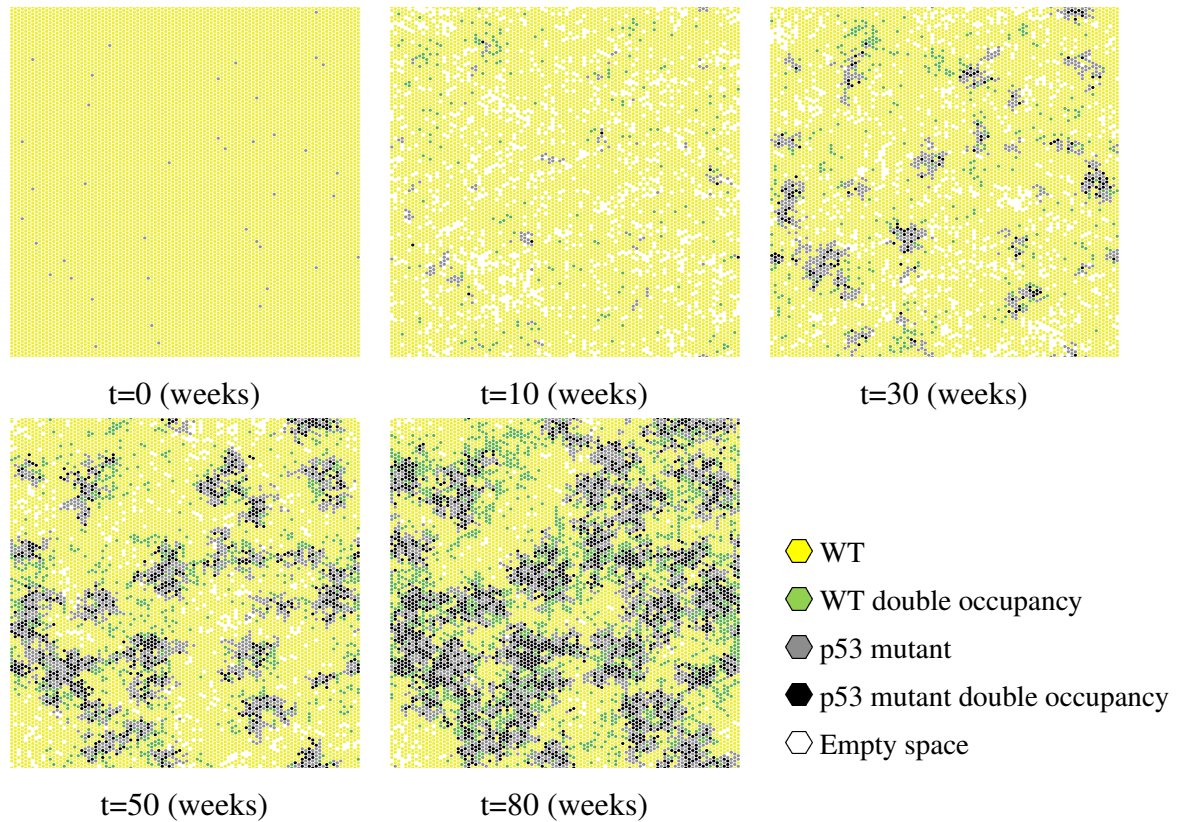 t=0 (weeks)
t=10 (weeks)
t=30 (weeks)
t=50 (weeks)
t=80 (weeks)
WT
WT double occupancy
p53 mutant
p53 mutant double occupancy
Empty space